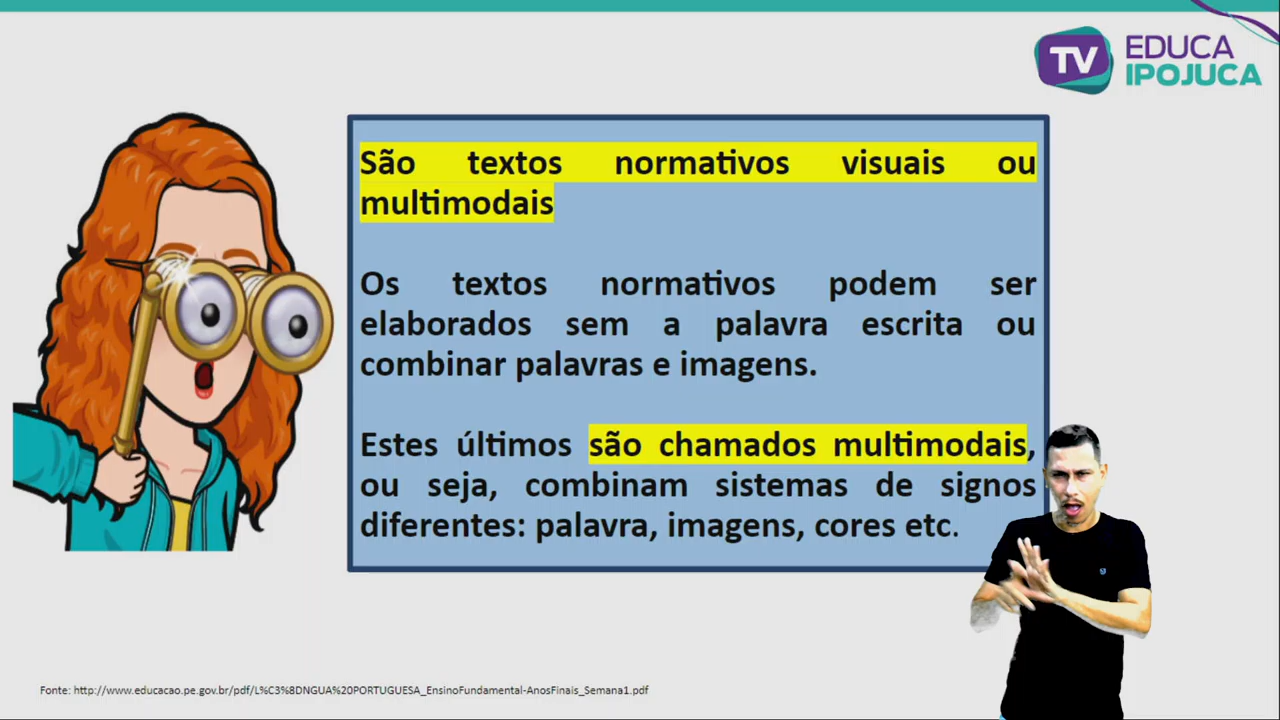 TV
EDUCA
IPOJUCA
São textos normativos visuais ou
multimodais
Os textos normativos podem ser
elaborados sem a palavra escrita ou
combinar palavras e imagens.
Estes últimos são chamados multimodais,
ou seja, combinam sistemas de signos
diferentes: palavra, imagens, cores etc.
Fonte: http://www.educacao.pe.gov.br/pdf/L%C3%8DNGUA%20PORTUGUESA_EnsinoFundamental-AnosFinais_Semana1.pdf